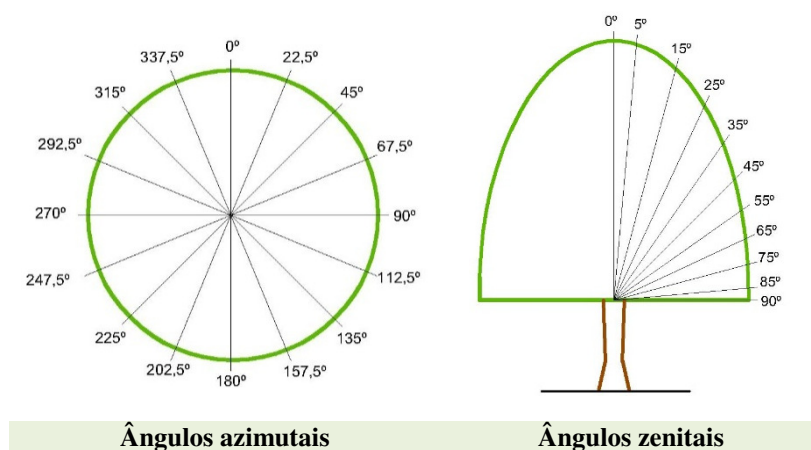 0º
22,5º
45º
67,5º
90º
112,5º
135º
157,5º
180º
202,5º
225º
247,5º
270º
292,5º
315º
337,5º
0º
5º
15º
25º
35º
45º
55º
65º
75º
85º
90º
Ângulos azimutais
Ângulos zenitais